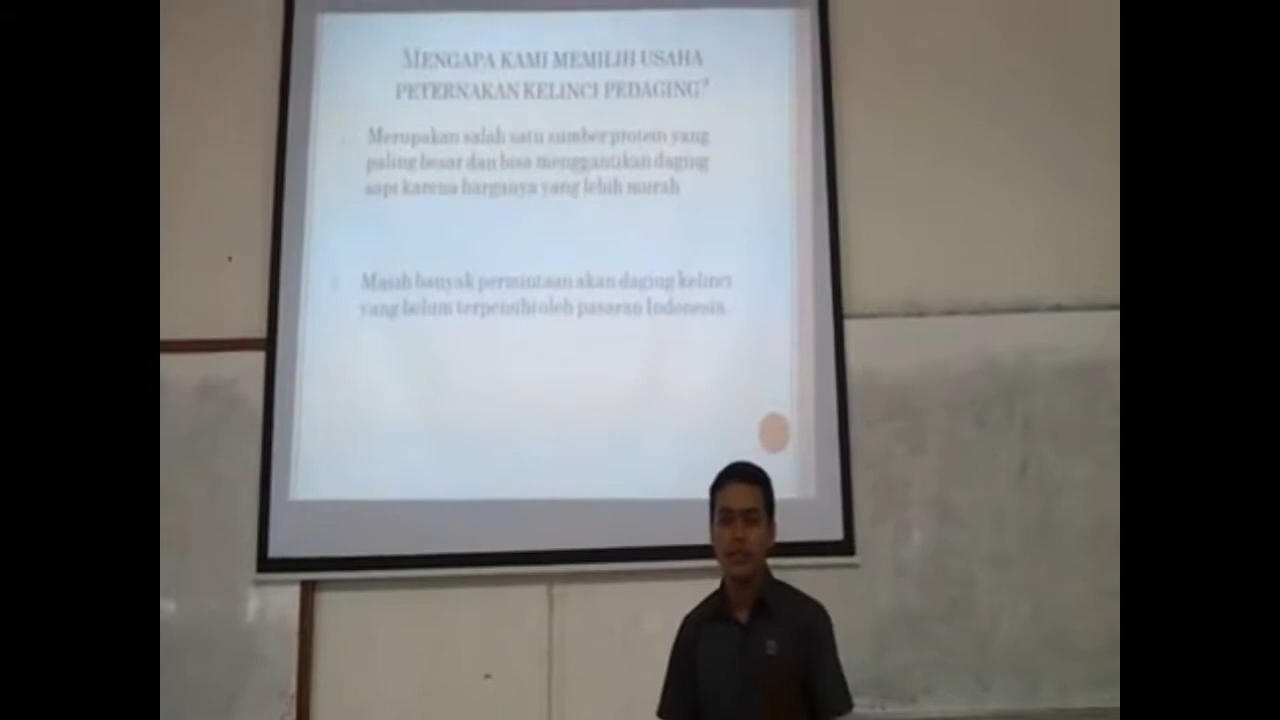 MENGAPA KAMI MEMILIH USAHA
PETERNAKAN KELINCI PEDAGING?
Merupakan salah satu sumber protein yang
paling besar dan bisa menggantikan daging
sapi karena harganya yang lebih murah
Masih banyak permintaan akan daging kelinci
yang belum terpenuhi oleh pasaran Indonesia.